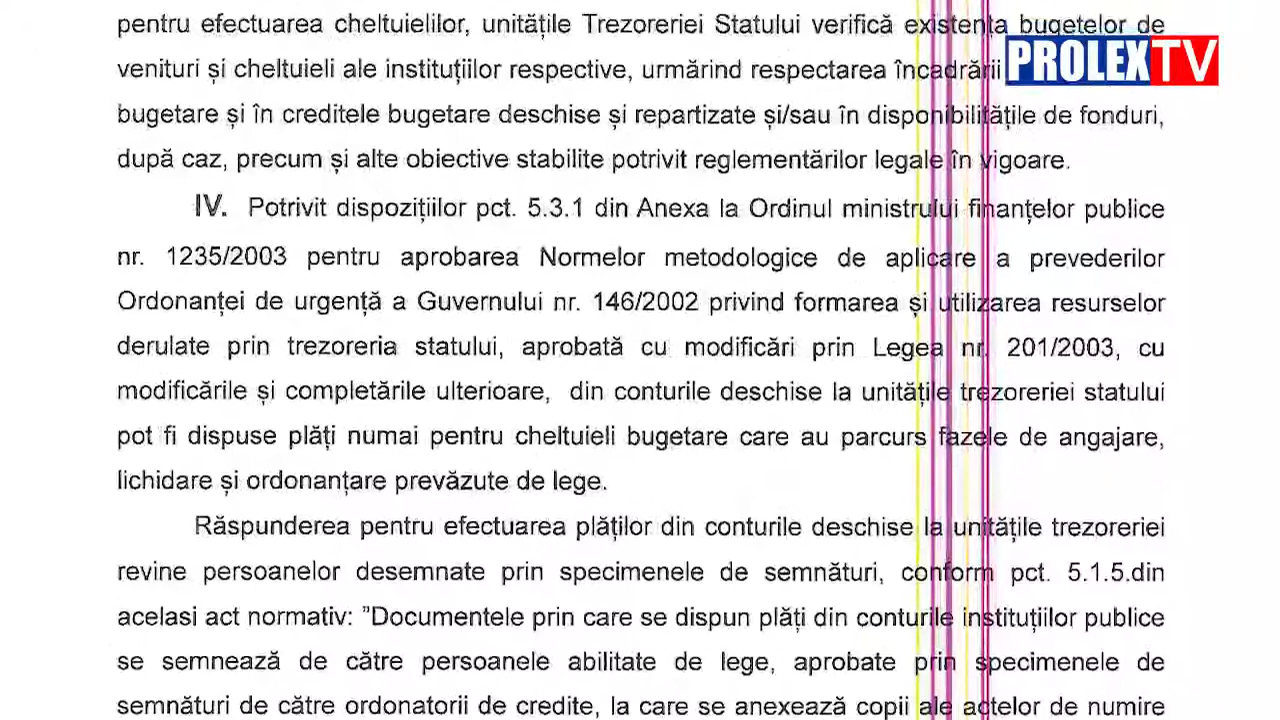 pentru efectuarea cheltuielilor, unitățile Trezoreriei Statului verifică existența bugetelor de
venituri și cheltuieli ale instituțiilor respective, urmărind respectarea încadrării
PROLEX TV
bugetare și în creditele bugetare deschise și repartizate și/sau în disponibilitățile de fonduri,
după caz, precum și alte obiective stabilite potrivit reglementărilor legale în vigoare.
IV. Potrivit dispozițiilor pct. 5.3.1 din Anexa la Ordinul ministrului finanțelor publice
nr. 1235/2003 pentru aprobarea Normelor metodologice de aplicare a prevederilor
Ordonanței de urgență a Guvernului nr. 146/2002 privind formarea și utilizarea resurselor
derulate prin trezoreria statului, aprobată cu modificări prin Legea nr. 201/2003, cu
modificările și completările ulterioare, din conturile deschise la unitățile trezoreriei statului
pot fi dispuse plăți numai pentru cheltuieli bugetare care au parcurs fazele de angajare,
lichidare și ordonanțare prevăzute de lege.
Răspunderea pentru efectuarea plăților din conturile deschise la unitățile trezoreriei
revine persoanelor desemnate prin specimenele de semnături, conform pct. 5.1.5.din
acelasi act normativ: ”Documentele prin care se dispun plăți din conturile instituțiilor publice
se semnează de către persoanele abilitate de lege, aprobate prin specimenele de
semnături de către ordonatorii de credite, la care se anexează copii ale actelor de numire